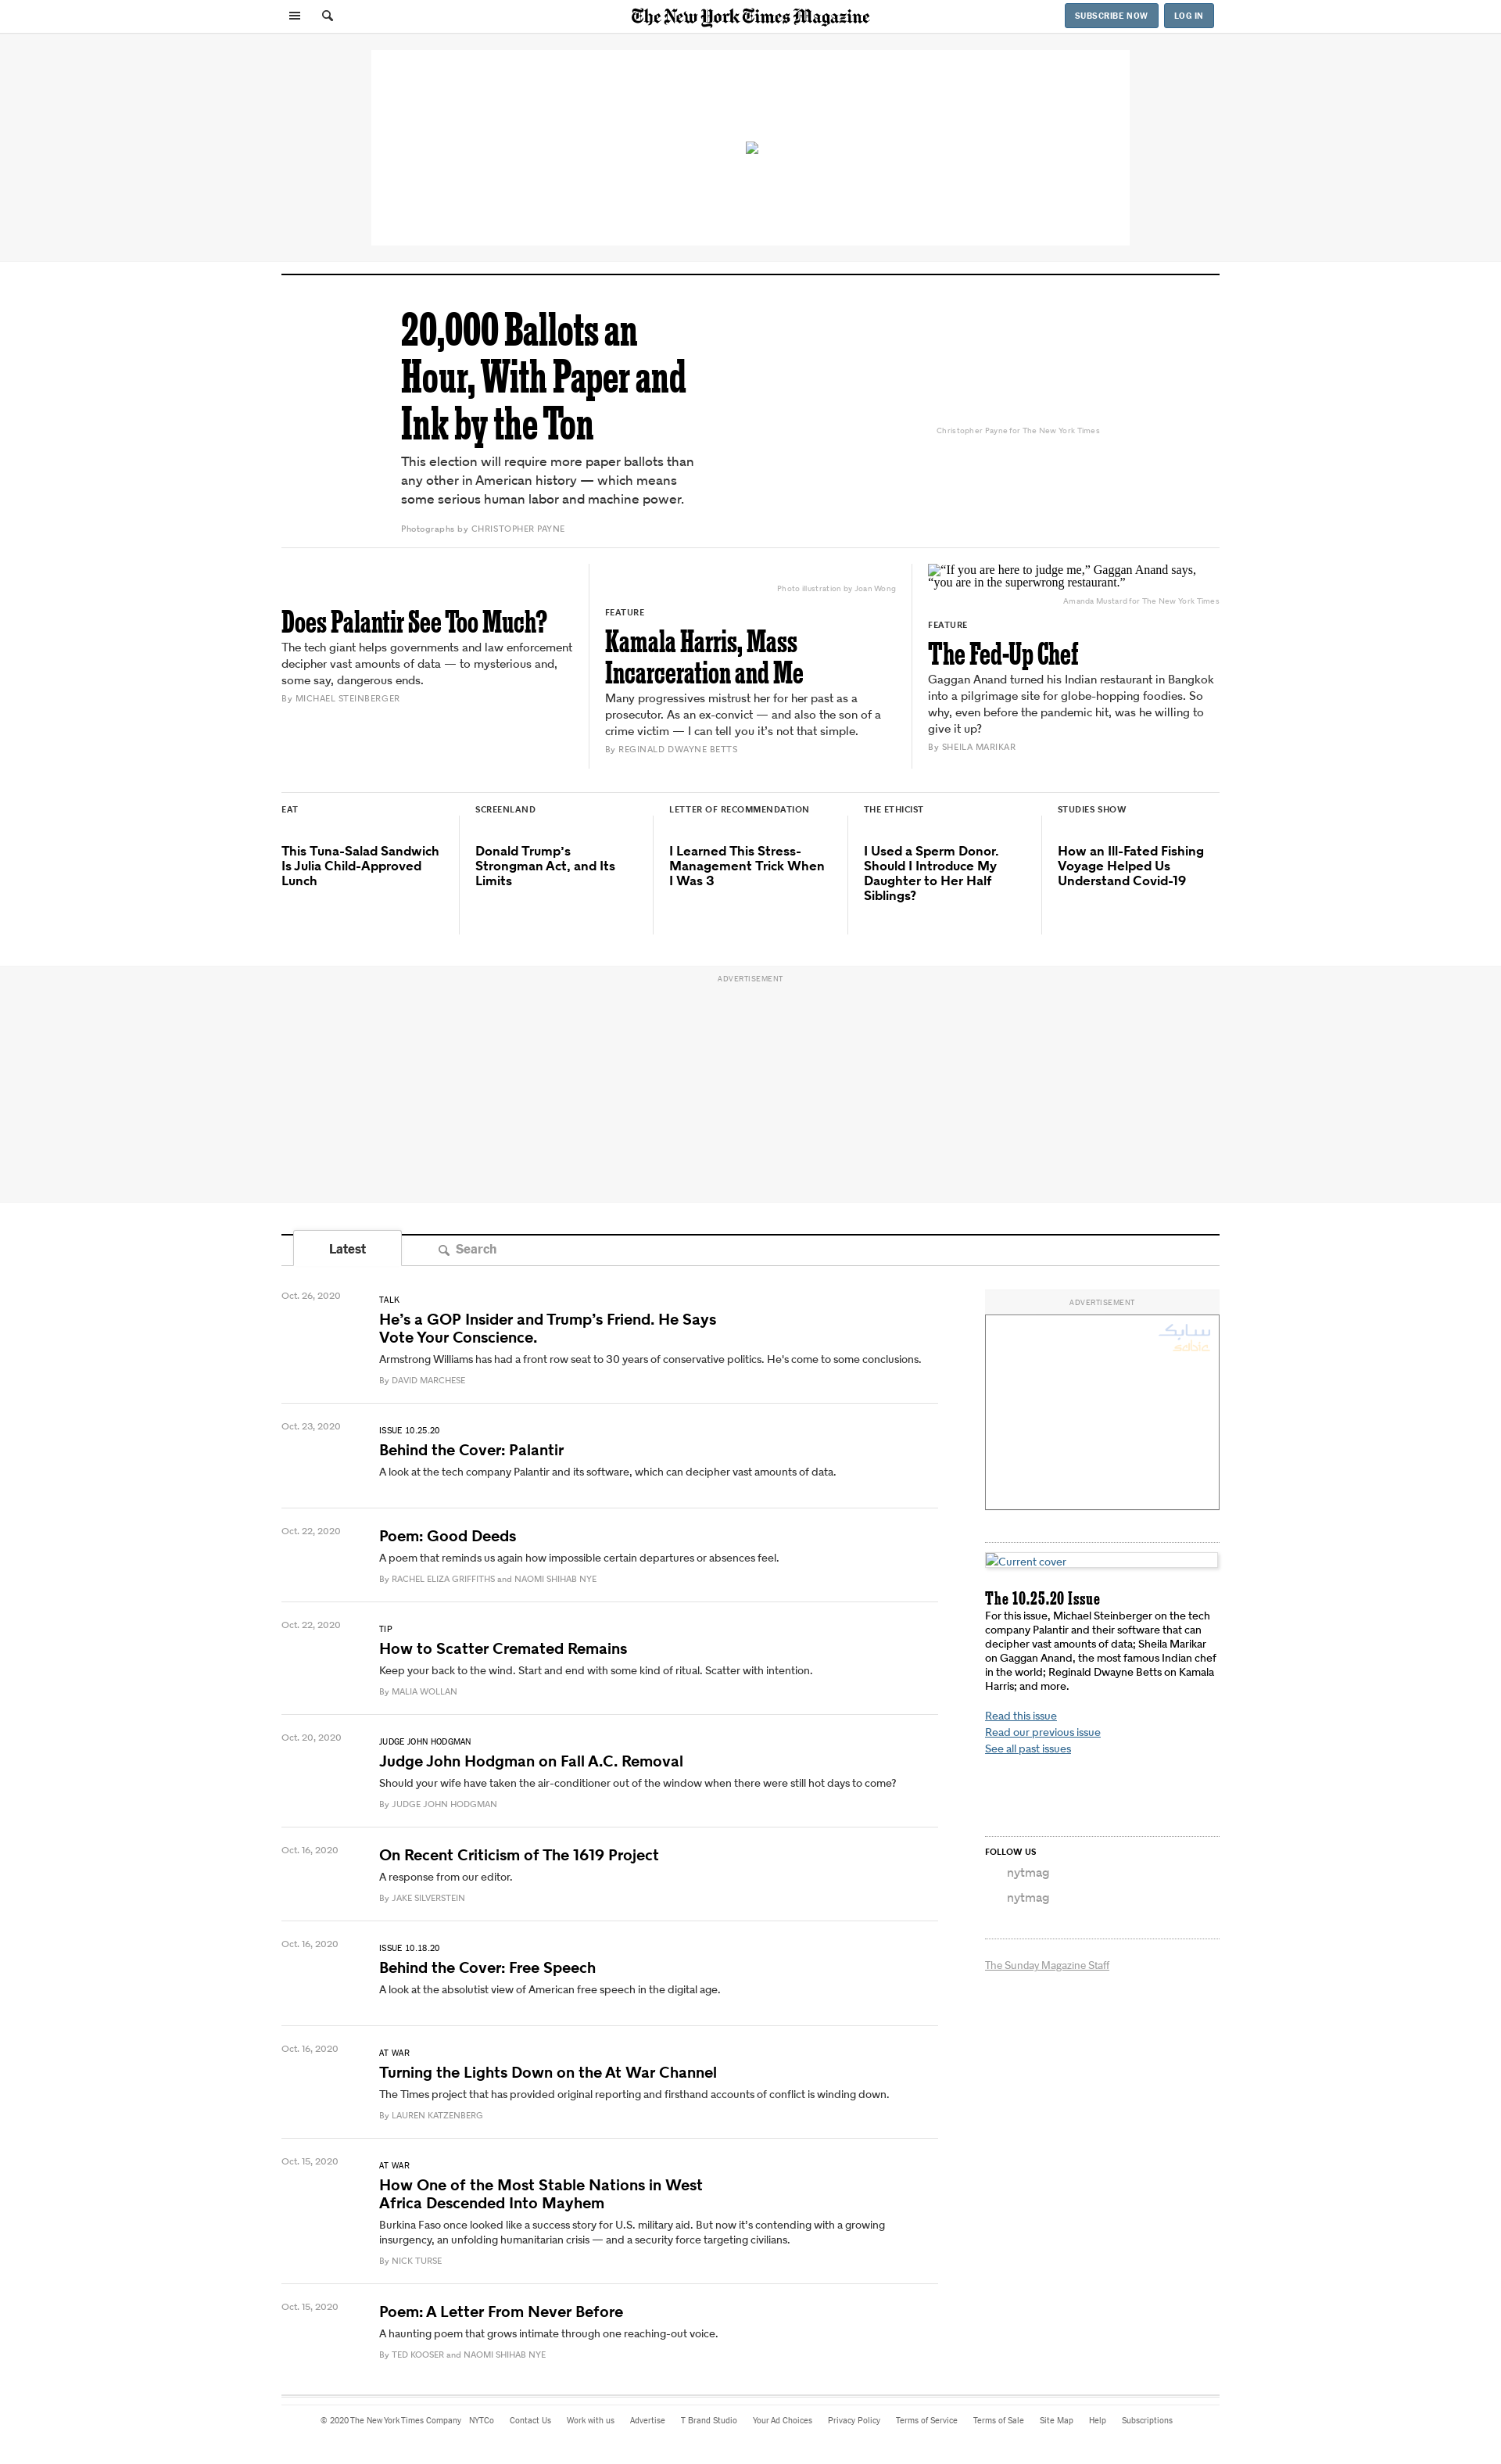 The New York Times Magazine
SUBSCRIBE NOW
LOG IN
20,000 Ballots an
Hour, With Paper and
Ink by the Ton
This election will require more paper ballots than
any other in American history — which means
some serious human labor and machine power.
Photographs by CHRISTOPHER PAYNE
Christopher Payne for The New York Times
Does Palantir See Too Much?
The tech giant helps governments and law enforcement
decipher vast amounts of data — to mysterious and,
some say, dangerous ends.
By MICHAEL STEINBERGER
Photo illustration by Joan Wong
FEATURE
Kamala Harris, Mass
Incarceration and Me
Many progressives mistrust her for her past as a
prosecutor. As an ex-convict — and also the son of a
crime victim — I can tell you it’s not that simple.
By REGINALD DWAYNE BETTS
“If you are here to judge me,” Gaggan Anand says,
“you are in the superwrong restaurant.”
Amanda Mustard for The New York Times
FEATURE
The Fed-Up Chef
Gaggan Anand turned his Indian restaurant in Bangkok
into a pilgrimage site for globe-hopping foodies. So
why, even before the pandemic hit, was he willing to
give it up?
By SHEILA MARIKAR
EAT
This Tuna-Salad Sandwich
Is Julia Child-Approved
Lunch
SCREENLAND
Donald Trump’s
Strongman Act, and Its
Limits
LETTER OF RECOMMENDATION
I Learned This Stress-
Management Trick When
I Was 3
THE ETHICIST
I Used a Sperm Donor.
Should I Introduce My
Daughter to Her Half
Siblings?
STUDIES SHOW
How an Ill-Fated Fishing
Voyage Helped Us
Understand Covid-19
ADVERTISEMENT
Latest
Search
Oct. 26, 2020
TALK
He’s a GOP Insider and Trump’s Friend. He Says
Vote Your Conscience.
Armstrong Williams has had a front row seat to 30 years of conservative politics. He's come to some conclusions.
By DAVID MARCHESE
Oct. 23, 2020
ISSUE 10.25.20
Behind the Cover: Palantir
A look at the tech company Palantir and its software, which can decipher vast amounts of data.
Oct. 22, 2020
Poem: Good Deeds
A poem that reminds us again how impossible certain departures or absences feel.
By RACHEL ELIZA GRIFFITHS and NAOMI SHIHAB NYE
Oct. 22, 2020
TIP
How to Scatter Cremated Remains
Keep your back to the wind. Start and end with some kind of ritual. Scatter with intention.
By MALIA WOLLAN
Oct. 20, 2020
JUDGE JOHN HODGMAN
Judge John Hodgman on Fall A.C. Removal
Should your wife have taken the air-conditioner out of the window when there were still hot days to come?
By JUDGE JOHN HODGMAN
Oct. 16, 2020
On Recent Criticism of The 1619 Project
A response from our editor.
By JAKE SILVERSTEIN
Oct. 16, 2020
ISSUE 10.18.20
Behind the Cover: Free Speech
A look at the absolutist view of American free speech in the digital age.
Oct. 16, 2020
AT WAR
Turning the Lights Down on the At War Channel
The Times project that has provided original reporting and firsthand accounts of conflict is winding down.
By LAUREN KATZENBERG
Oct. 15, 2020
AT WAR
How One of the Most Stable Nations in West
Africa Descended Into Mayhem
Burkina Faso once looked like a success story for U.S. military aid. But now it’s contending with a growing
insurgency, an unfolding humanitarian crisis — and a security force targeting civilians.
By NICK TURSE
Oct. 15, 2020
Poem: A Letter From Never Before
A haunting poem that grows intimate through one reaching-out voice.
By TED KOOSER and NAOMI SHIHAB NYE
ADVERTISEMENT
سابك
sabic
Current cover
The 10.25.20 Issue
For this issue, Michael Steinberger on the tech
company Palantir and their software that can
decipher vast amounts of data; Sheila Marikar
on Gaggan Anand, the most famous Indian chef
in the world; Reginald Dwayne Betts on Kamala
Harris; and more.
Read this issue
Read our previous issue
See all past issues
FOLLOW US
nytmag
nytmag
The Sunday Magazine Staff
© 2020 The New York Times Company NYTCo Contact Us Work with us Advertise T Brand Studio Your Ad Choices Privacy Policy Terms of Service Terms of Sale Site Map Help Subscriptions